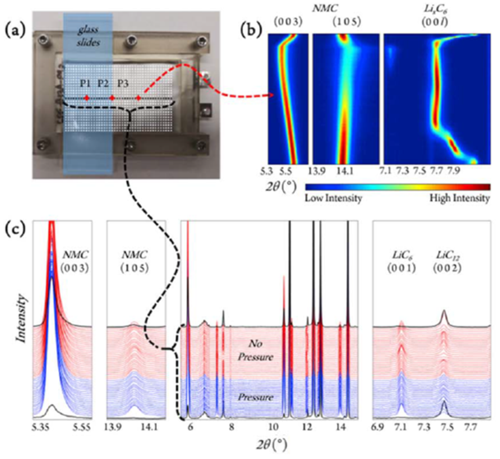 (a)
glass
slides
P1 P2 P3
(b)
NMC
LiₓC₆
(0 0 3)
(1 0 5)
(0 0 l)
5.3 5.5 13.9 14.1 7.1 7.3 7.5 7.7 7.9
2θ (°)
Low Intensity
High Intensity
(c)
NMC
(0 0 3)
NMC
(1 0 5)
LiC₆
(0 0 1)
LiC₁₂
(0 0 2)
Intensity
No
Pressure
Pressure
5.35 5.55 13.9 14.1 6 8 10 12 14 6.9 7.1 7.3 7.5 7.7
2θ (°)